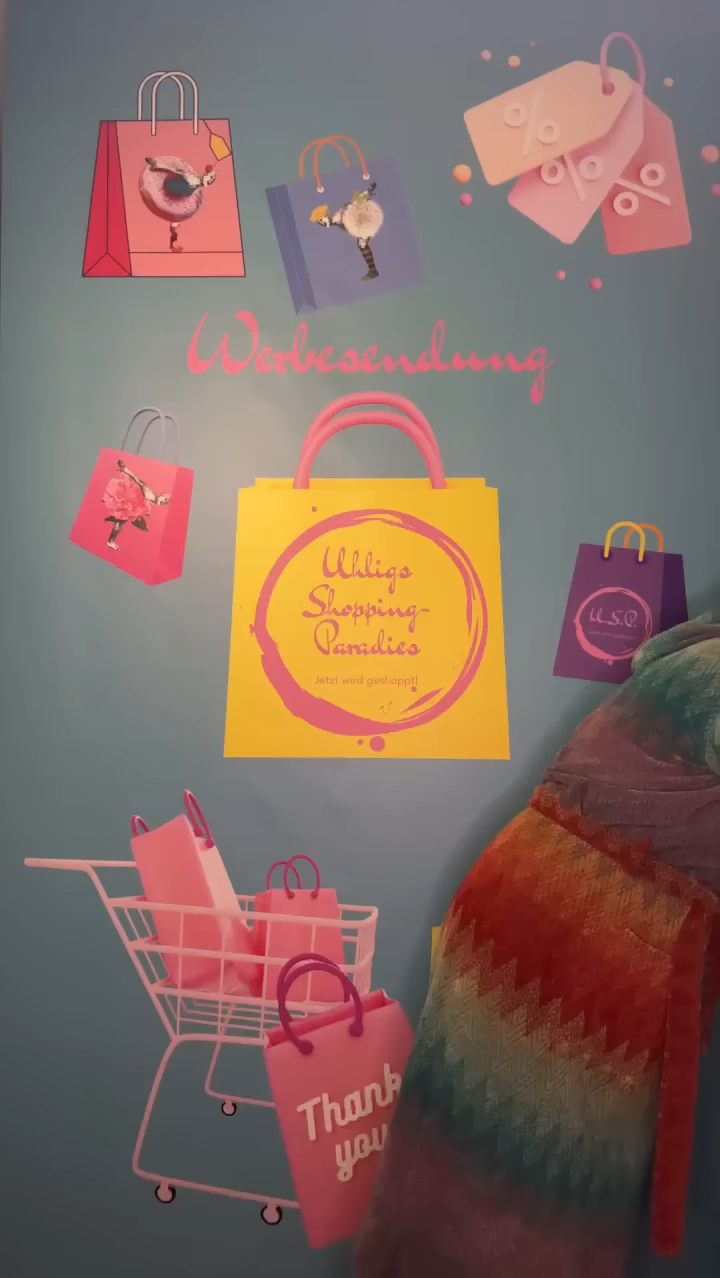 %
%
%
Werbesendung
Uhligs
Shopping-
Paradies
Jetzt wird geshoppt!
U.S.P.
Thank
you